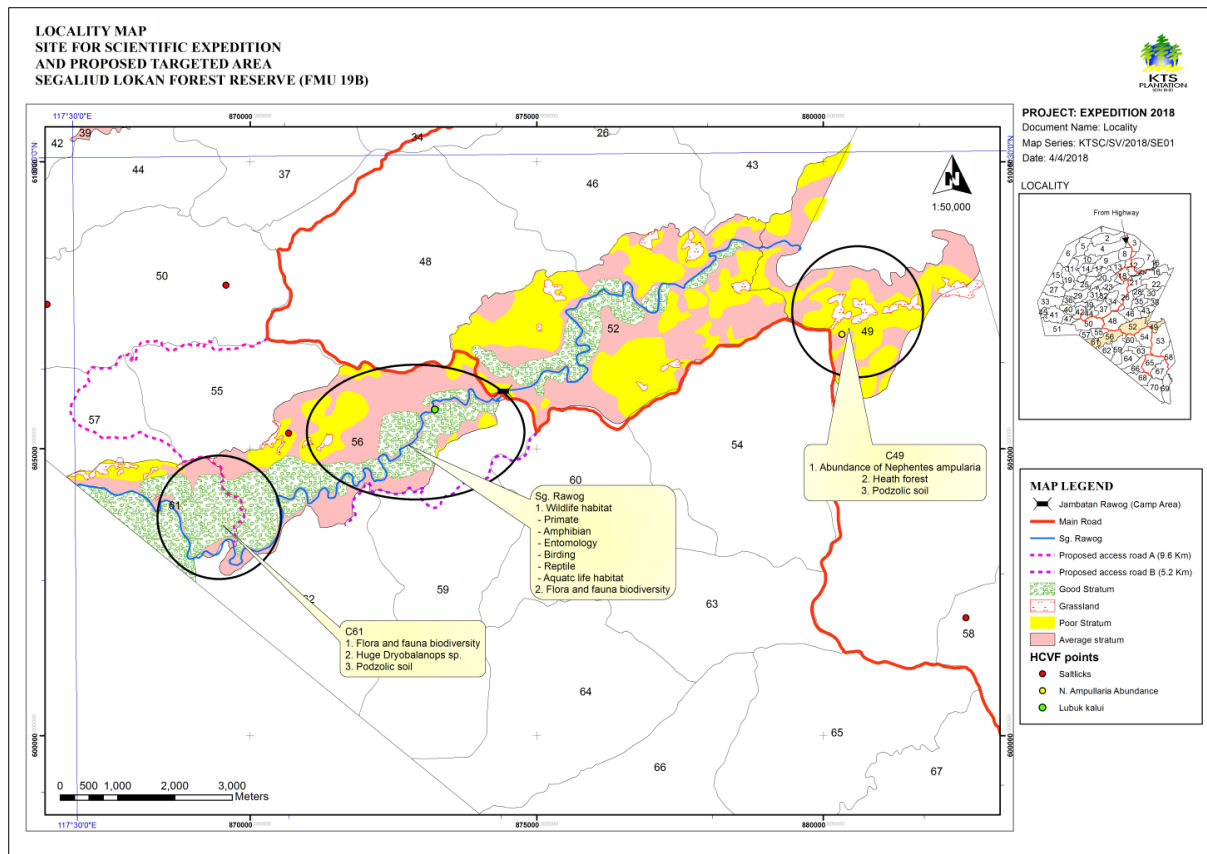 LOCALITY MAP
SITE FOR SCIENTIFIC EXPEDITION
AND PROPOSED TARGETED AREA
SEGALIUD LOKAN FOREST RESERVE (FMU 19B)
KTS
PLANTATION
SDN BHD
PROJECT: EXPEDITION 2018
Document Name: Locality
Map Series: KTSC/SV/2018/SE01
Date: 4/4/2018
LOCALITY
From Highway
117°30'0"E
870000
875000
880000
42
39
44
37
34
26
46
43
N
1:50,000
50
48
52
49
55
57
56
54
60
61
59
63
58
64
65
66
67
605000
600000
605000
600000
C49
1. Abundance of Nephentes ampularia
2. Heath forest
3. Podzolic soil
Sg. Rawog
1. Wildlife habitat
- Primate
- Amphibian
- Entomology
- Birding
- Reptile
- Aquatc life habitat
2. Flora and fauna biodiversity
C61
1. Flora and fauna biodiversity
2. Huge Dryobalanops sp.
3. Podzolic soil
0 500 1,000 2,000 3,000
Meters
117°30'0"E
870000
875000
880000
MAP LEGEND
Jambatan Rawog (Camp Area)
Main Road
Sg. Rawog
Proposed access road A (9.6 Km)
Proposed access road B (5.2 Km)
Good Stratum
Grassland
Poor Stratum
Average stratum
HCVF points
Saltlicks
N. Ampullaria Abundance
Lubuk kalui